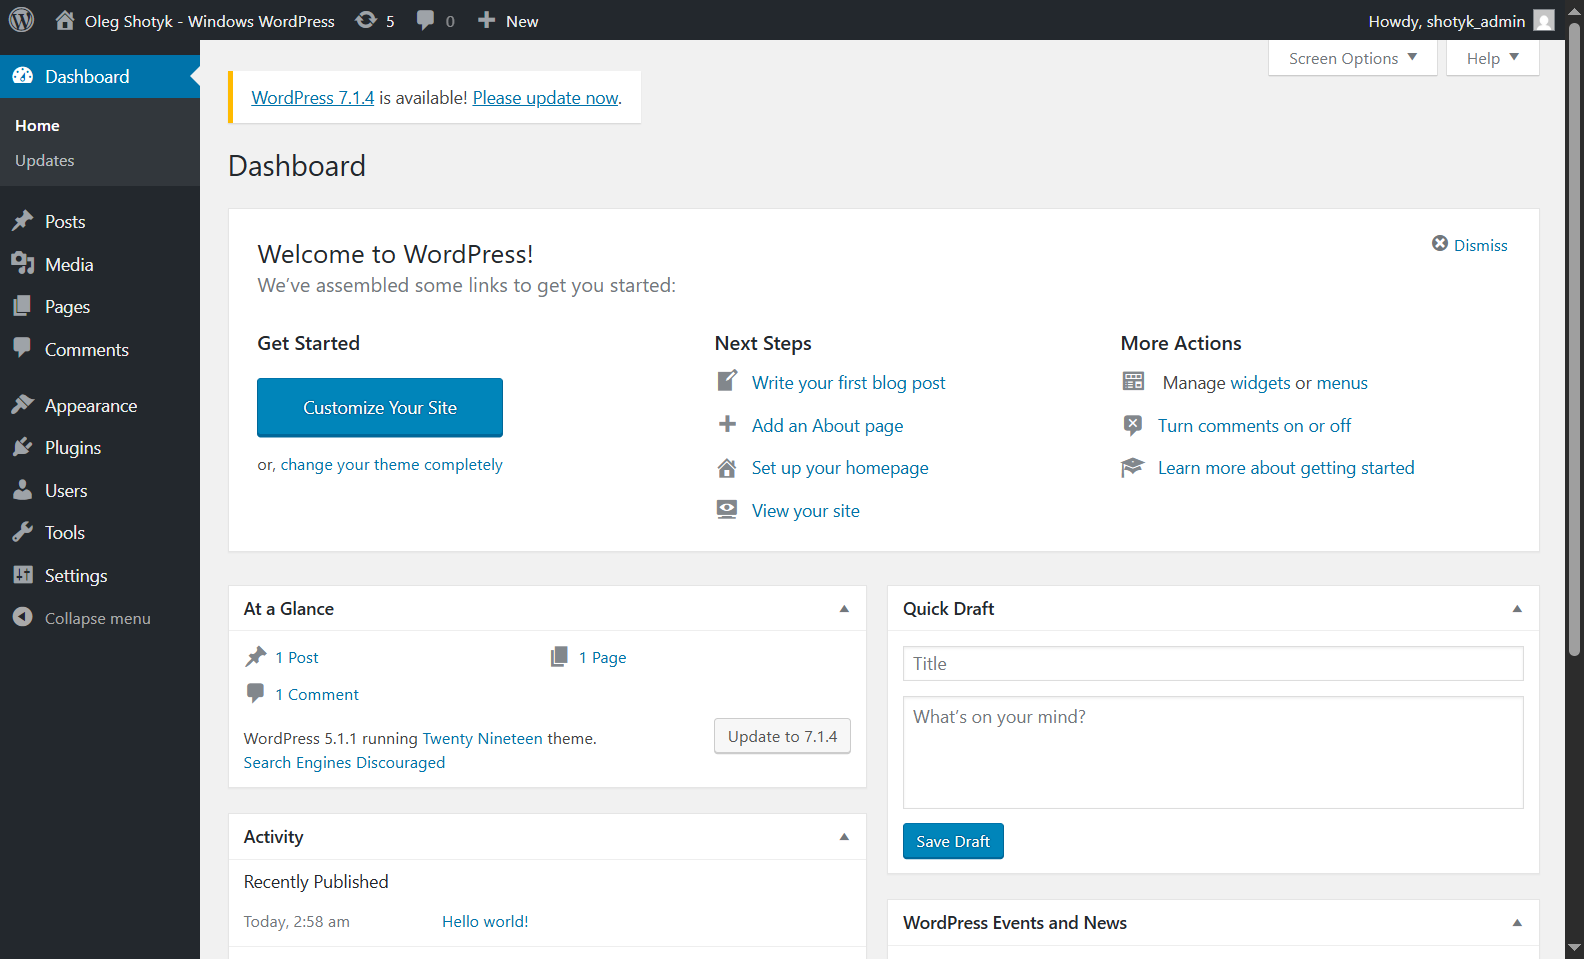 Oleg Shotyk - Windows WordPress 5 0 New Howdy, shotyk_admin
Dashboard
Home
Updates
Posts
Media
Pages
Comments
Appearance
Plugins
Users
Tools
Settings
Collapse menu
Screen Options Help
WordPress 7.1.4 is available! Please update now.
Dashboard
Welcome to WordPress!
Dismiss
We've assembled some links to get you started:
Get Started
Customize Your Site
or, change your theme completely
Next Steps
Write your first blog post
Add an About page
Set up your homepage
View your site
More Actions
Manage widgets or menus
Turn comments on or off
Learn more about getting started
At a Glance
1 Post 1 Page
1 Comment
WordPress 5.1.1 running Twenty Nineteen theme.
Update to 7.1.4
Search Engines Discouraged
Activity
Recently Published
Today, 2:58 am Hello world!
Quick Draft
Title
What's on your mind?
Save Draft
WordPress Events and News